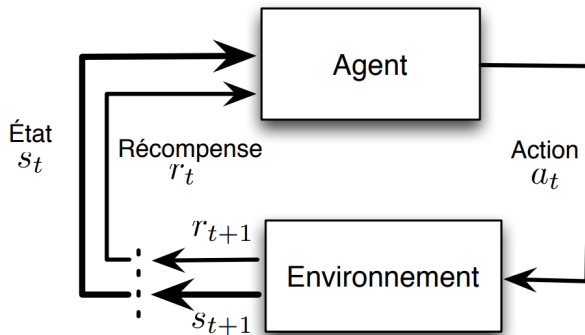 Agent
État
s_t
Récompense
r_t
Action
a_t
r_{t+1}
Environnement
s_{t+1}